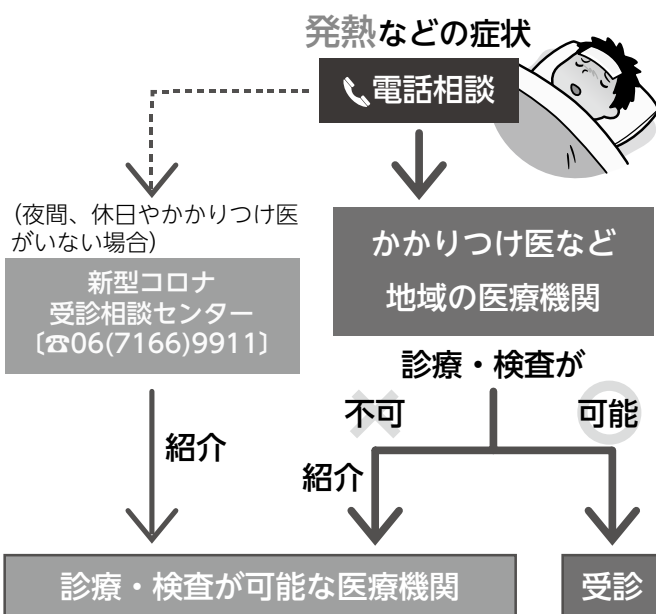 発熱などの症状
電話相談
(夜間、休日やかかりつけ医
がいない場合)
新型コロナ
受診相談センター
〔☎06(7166)9911〕
かかりつけ医など
地域の医療機関
診療・検査が
不可
可能
紹介
紹介
診療・検査が可能な医療機関
受診